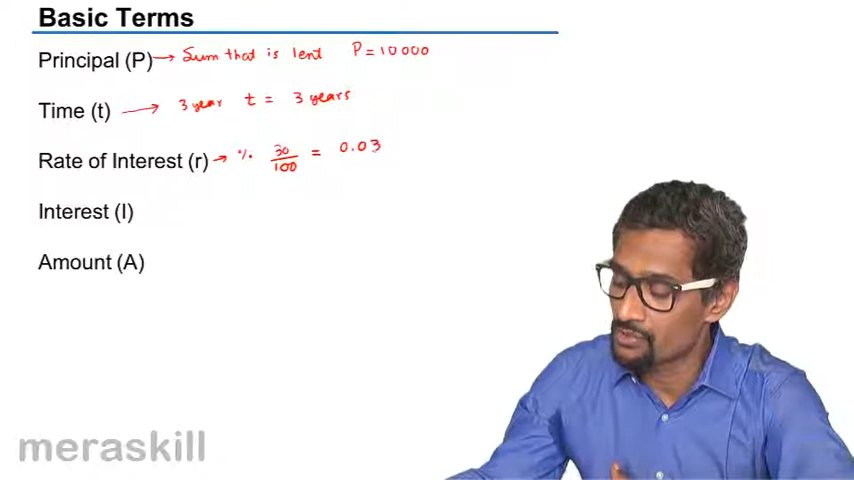 Basic Terms
Principal (P) → Sum that is lent P = 10000
Time (t) → 3 year t = 3 years
Rate of Interest (r) → % 30/100 = 0.03
Interest (I)
Amount (A)
meraskill